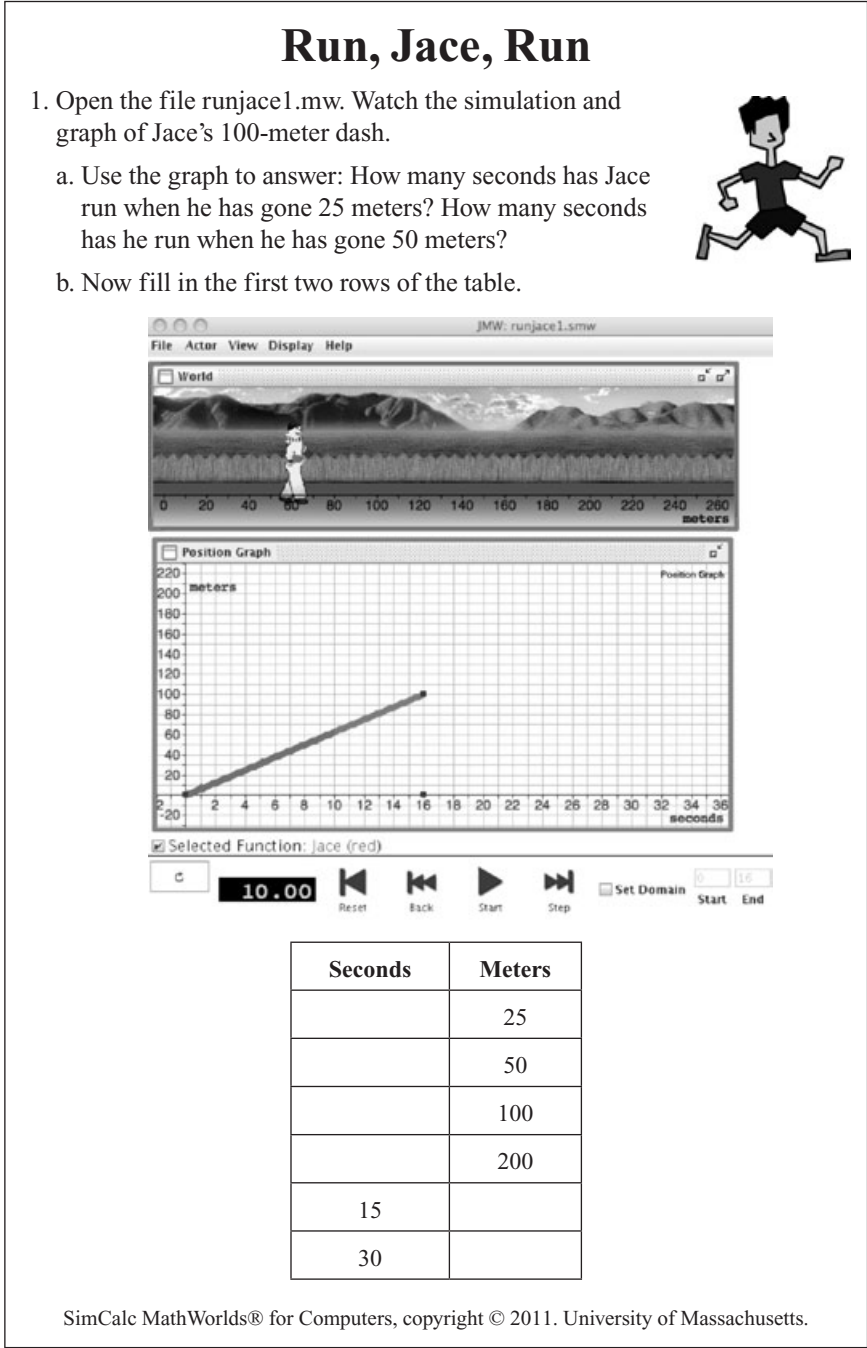 Run, Jace, Run
1. Open the file runjace1.mw. Watch the simulation and
graph of Jace's 100-meter dash.
a. Use the graph to answer: How many seconds has Jace
run when he has gone 25 meters? How many seconds
has he run when he has gone 50 meters?
b. Now fill in the first two rows of the table.
JMW: runjace1.smw
File Actor View Display Help
World
0 20 40 60 80 100 120 140 160 180 200 220 240 260
meters
Position Graph
Position Graph
220
meters
200
180
160
140
120
100
80
60
40
20
2 2 4 6 8 10 12 14 16 18 20 22 24 26 28 30 32 34 36
-20
seconds
Selected Function: Jace (red)
10.00
Reset Back Start Step
Set Domain
0 16
Start End
Seconds Meters
25
50
100
200
15
30
SimCalc MathWorlds® for Computers, copyright © 2011. University of Massachusetts.